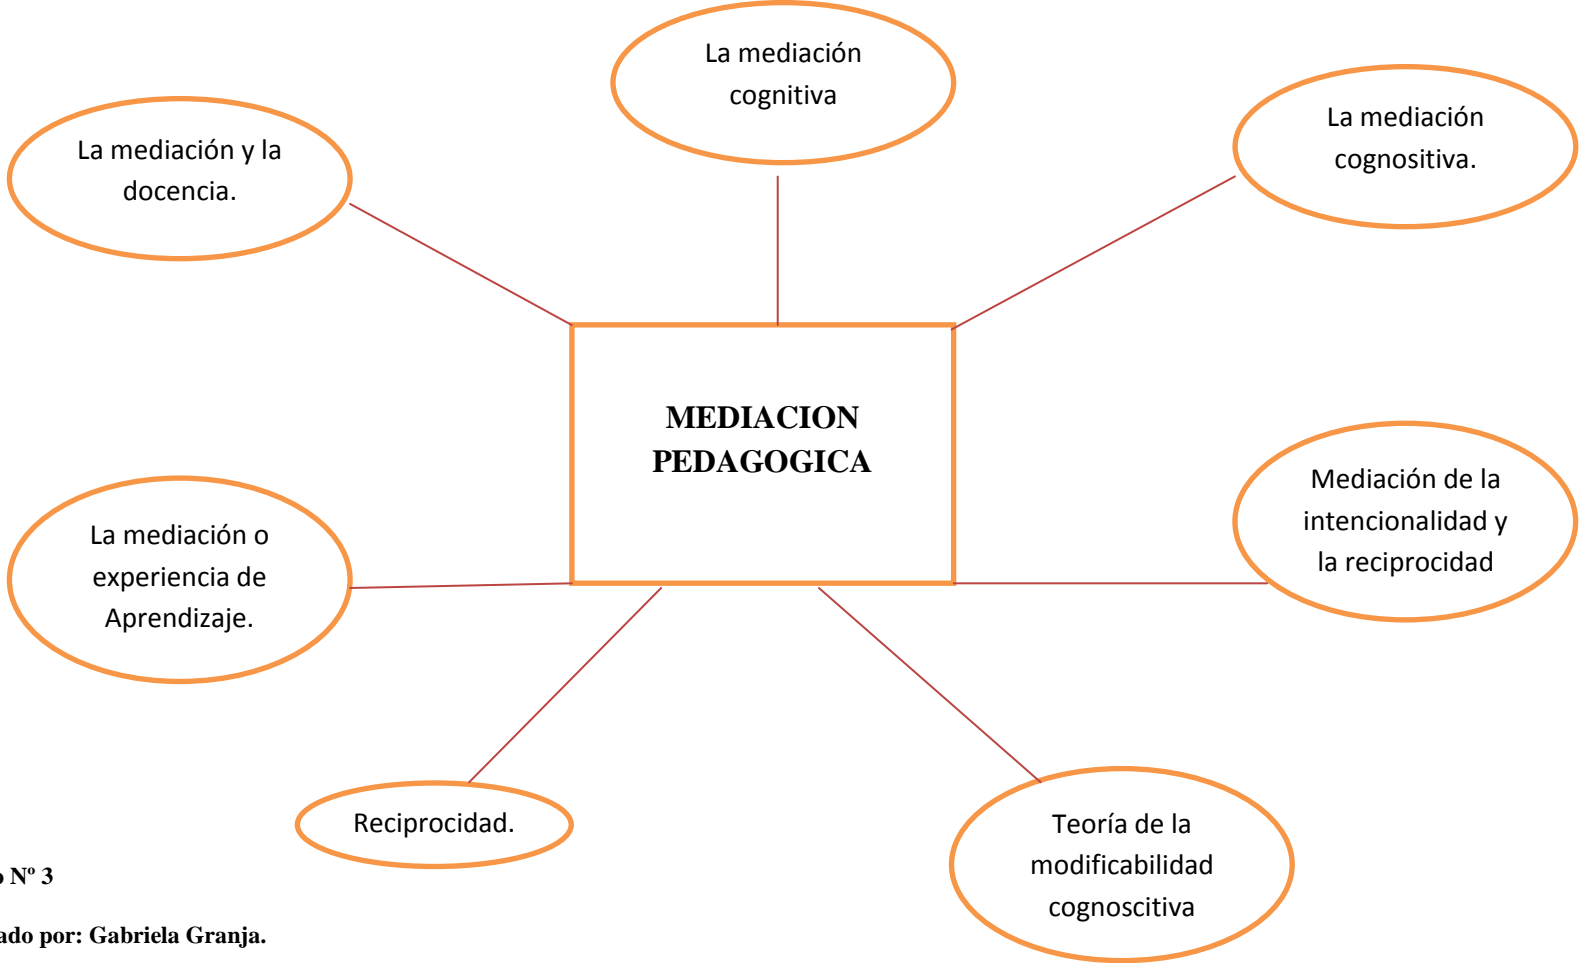 La mediación
cognitiva
La mediación
cognositiva.
La mediación y la
docencia.
MEDIACION
PEDAGOGICA
Mediación de la
intencionalidad y
la reciprocidad
La mediación o
experiencia de
Aprendizaje.
Reciprocidad.
Teoría de la
modificabilidad
cognoscitiva
Nº 3
por: Gabriela Granja.